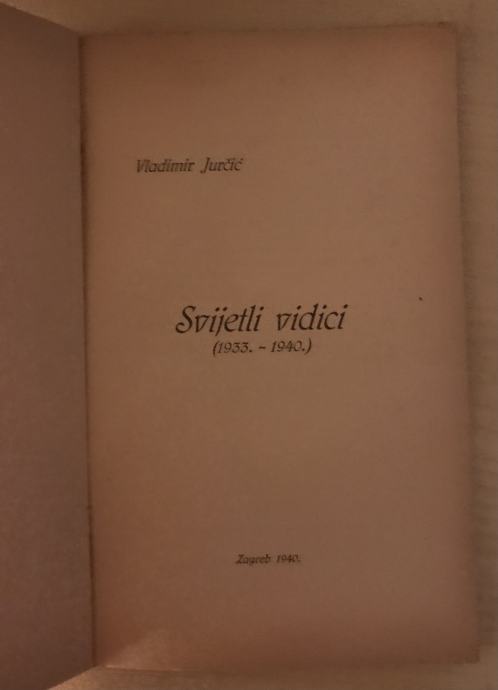 Vladimir Jurčić
Svijetli vidici
(1933. - 1940.)
Zagreb 1940.